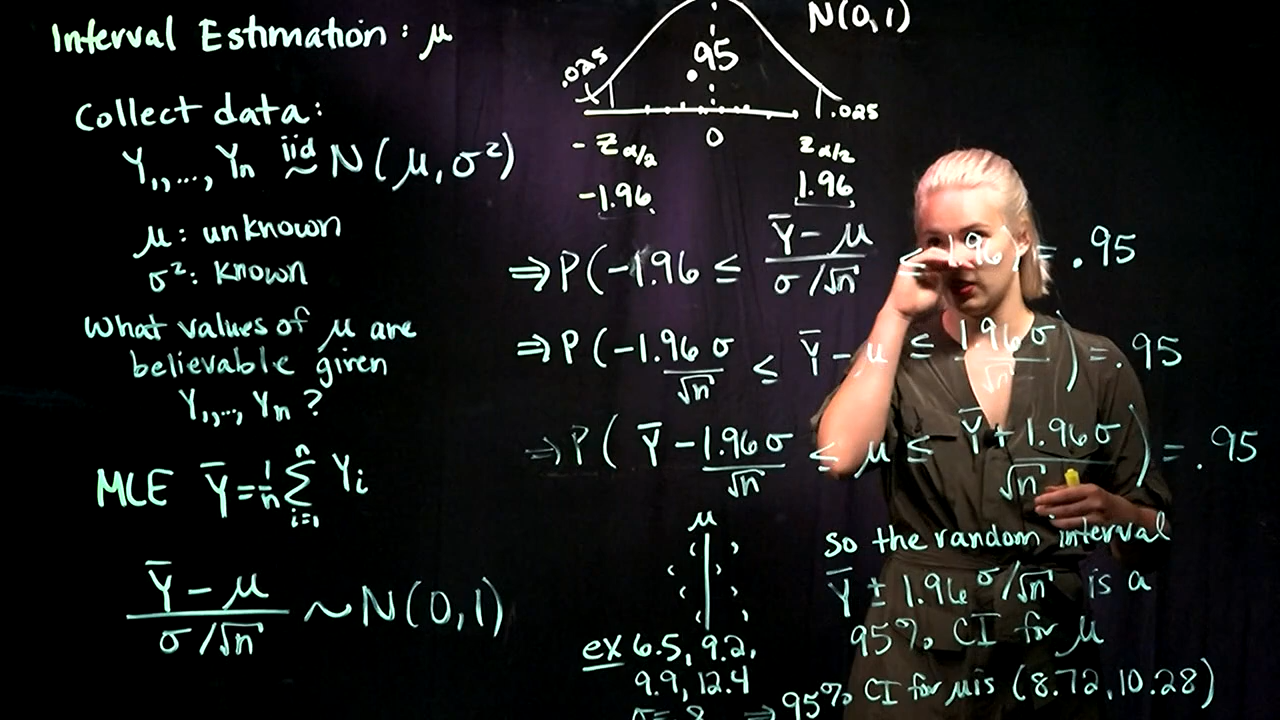 Interval Estimation: μ
Collect data:
Y₁,..., Yₙ iid ~ N(μ, σ²)
μ: unknown
σ²: known
What values of μ are
believable given
Y₁,..., Yₙ ?
MLE Ȳ = 1/n Σᵢ₌₁ⁿ Yᵢ
(Ȳ − μ)/(σ/√n) ~ N(0,1)
N(0,1)
.95
.025
.025
-Z α/2 0 Z α/2
-1.96 1.96
⇒ P(-1.96 ≤ (Ȳ − μ)/(σ/√n) ≤ 1.96) = .95
⇒ P(-1.96σ/√n ≤ Ȳ − μ ≤ 1.96σ/√n) = .95
⇒ P(Ȳ − 1.96σ/√n ≤ μ ≤ Ȳ + 1.96σ/√n) = .95
μ
( )
( )
( )
( )
so the random interval
Ȳ ± 1.96 σ/√n is a
95% CI for μ
ex 6.5, 9.2,
9.9, 12.4
σ = .8 ⇒ 95% CI for μ is (8.72, 10.28)